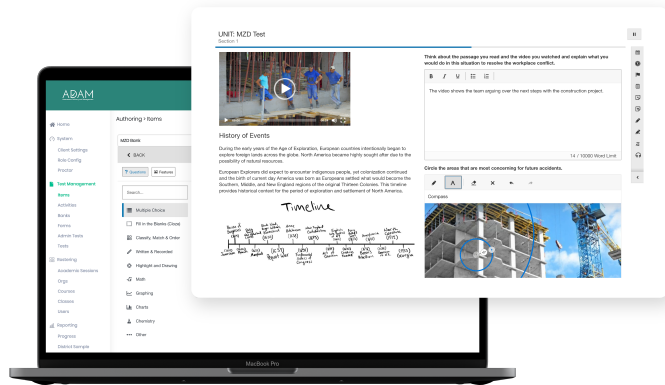 ADAM
Home
System
Client Settings
Role Config
Proctor
Test Management
Items
Activities
Banks
Forms
Admin Tasks
Tests
Rostering
Academic Sessions
Orgs
Courses
Classes
Users
Reporting
Progress
District Sample
Authoring > Items
MZD Work
BACK
Questions
Features
Search...
Multiple Choice
Fill in the Blanks (Cloze)
Classify, Match & Order
Written & Recorded
Highlight and Drawing
Math
Graphing
Charts
Chemistry
Other
MacBook Pro
UNIT: MZD Test
Section 1
History of Events
During the early years of the Age of Exploration, European countries intentionally began to
explore foreign lands across the globe. North America became highly sought after due to the
possibility of natural resources.
European Explorers did expect to encounter indigenous people, yet colonization continued
and the birth of current day America was born as Europeans settled what would become the
Southern, Middle, and New England regions of the original Thirteen Colonies. This timeline
provides historical context for the period of exploration and settlement of North America.
Timeline
Georgia
Think about the passage you read and the video you watched and explain what you
would do in this situation to resolve the workplace conflict.
B I U
The video shows the team arguing over the next steps with the construction project.
14 / 10000 Word Limit
Circle the areas that are most concerning for future accidents.
Compass